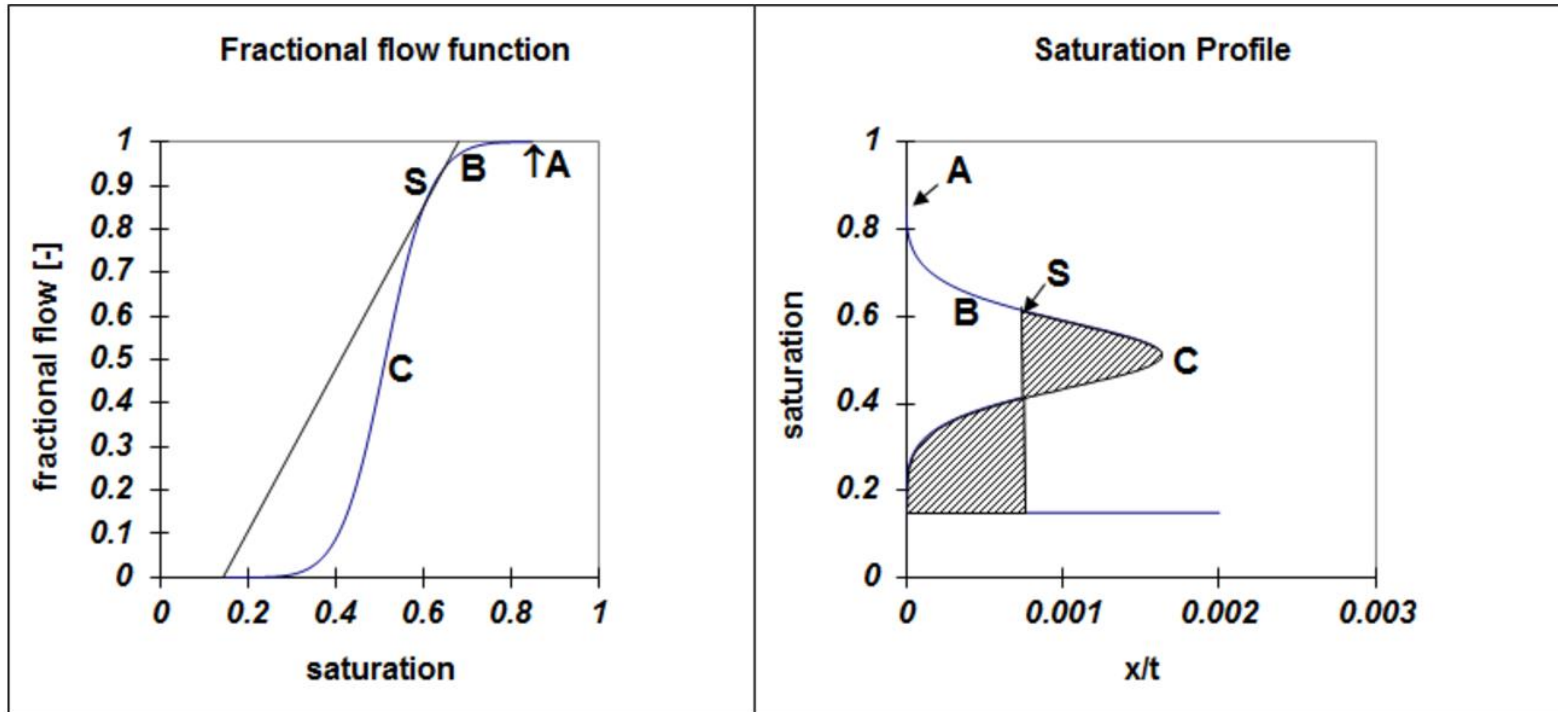 Fractional flow function
1
0.9
0.8
0.7
0.6
0.5
0.4
0.3
0.2
0.1
0
fractional flow [-]
S
B
↑A
C
0 0.2 0.4 0.6 0.8 1
saturation
Saturation Profile
1
0.8
0.6
0.4
0.2
0
saturation
A
S
B
C
0 0.001 0.002 0.003
x/t